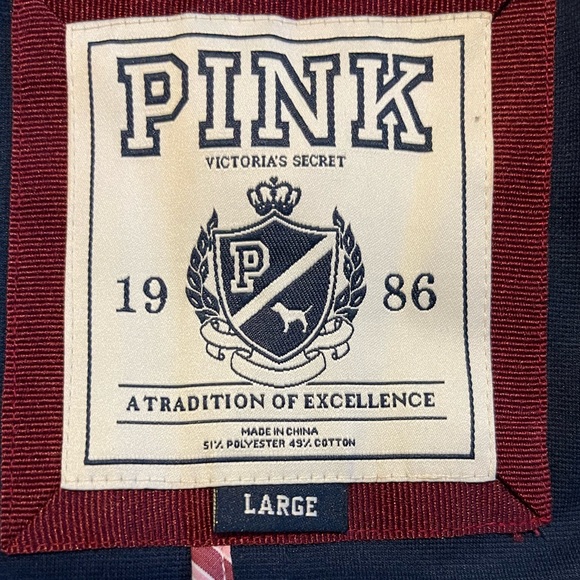 PINK
VICTORIA'S SECRET
P
19 86
A TRADITION OF EXCELLENCE
MADE IN CHINA
51% POLYESTER 49% COTTON
LARGE